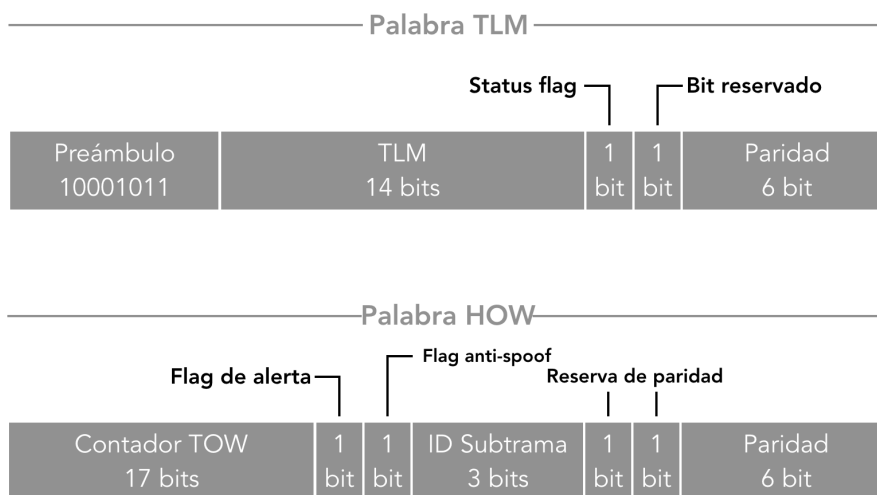 Palabra TLM
Status flag
Bit reservado
Preámbulo
10001011
TLM
14 bits
1
bit
1
bit
Paridad
6 bit
Palabra HOW
Flag de alerta
Flag anti-spoof
Reserva de paridad
Contador TOW
17 bits
1
bit
1
bit
ID Subtrama
3 bits
1
bit
1
bit
Paridad
6 bit